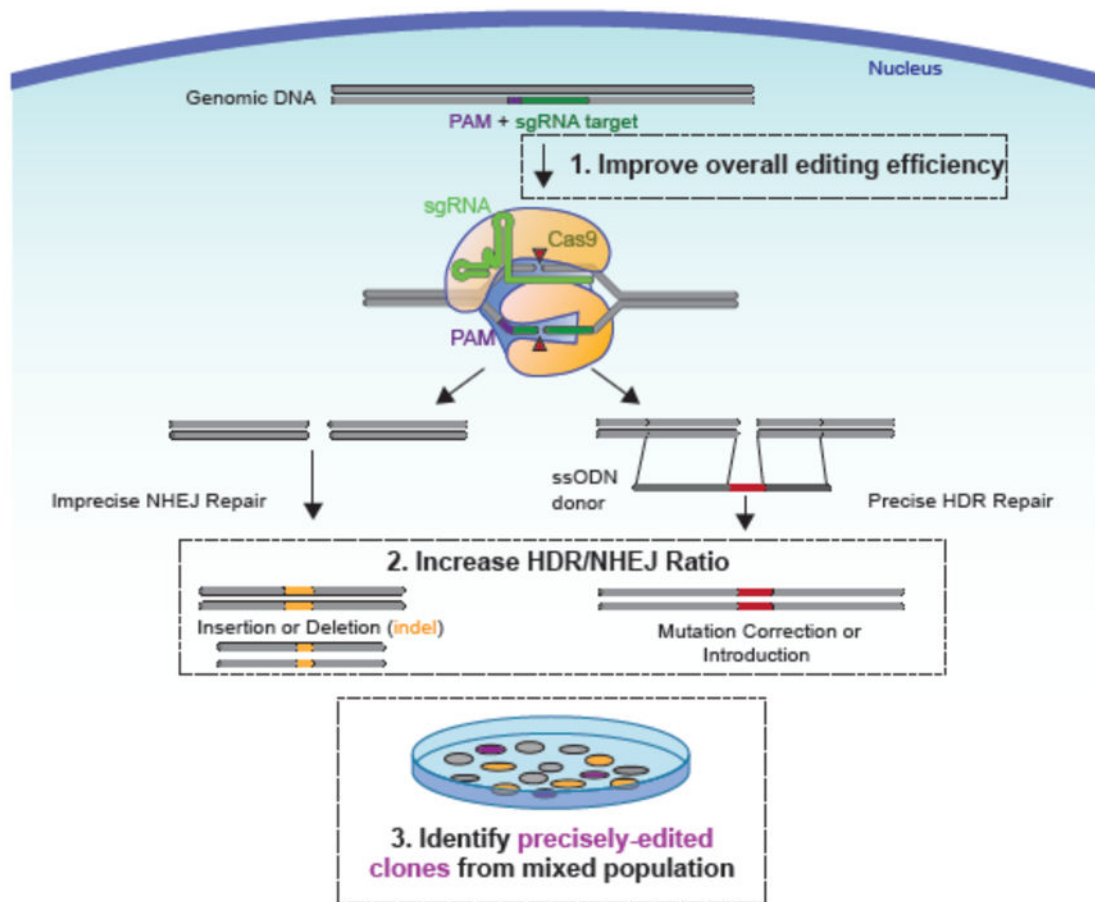 Nucleus
Genomic DNA
PAM + sgRNA target
1. Improve overall editing efficiency
sgRNA
Cas9
PAM
Imprecise NHEJ Repair
ssODN
donor
Precise HDR Repair
2. Increase HDR/NHEJ Ratio
Insertion or Deletion (indel)
Mutation Correction or
Introduction
3. Identify precisely-edited
clones from mixed population